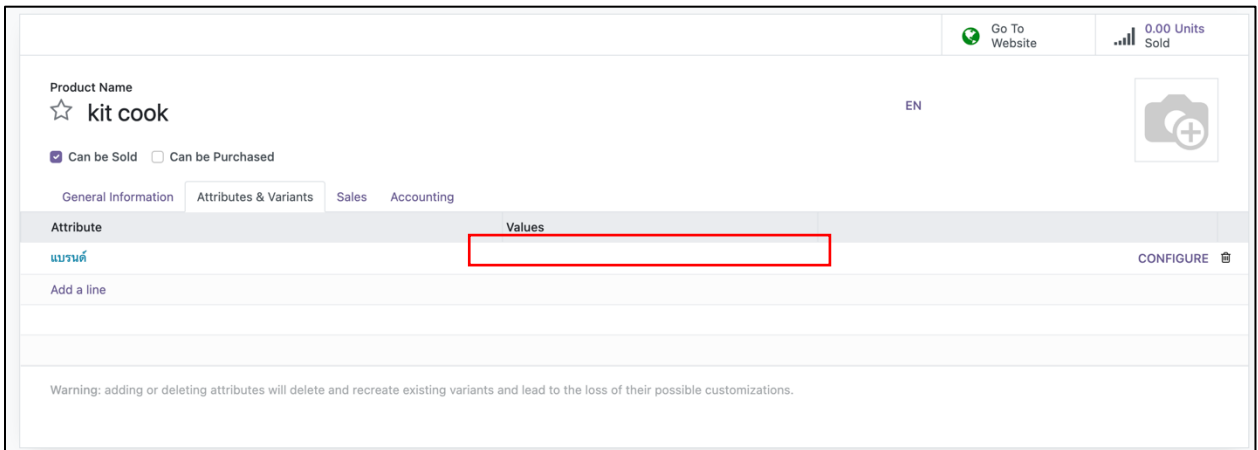 Go To
Website
0.00 Units
Sold
Product Name
kit cook
EN
Can be Sold Can be Purchased
General Information Attributes & Variants Sales Accounting
Attribute Values
แบรนด์ CONFIGURE
Add a line
Warning: adding or deleting attributes will delete and recreate existing variants and lead to the loss of their possible customizations.